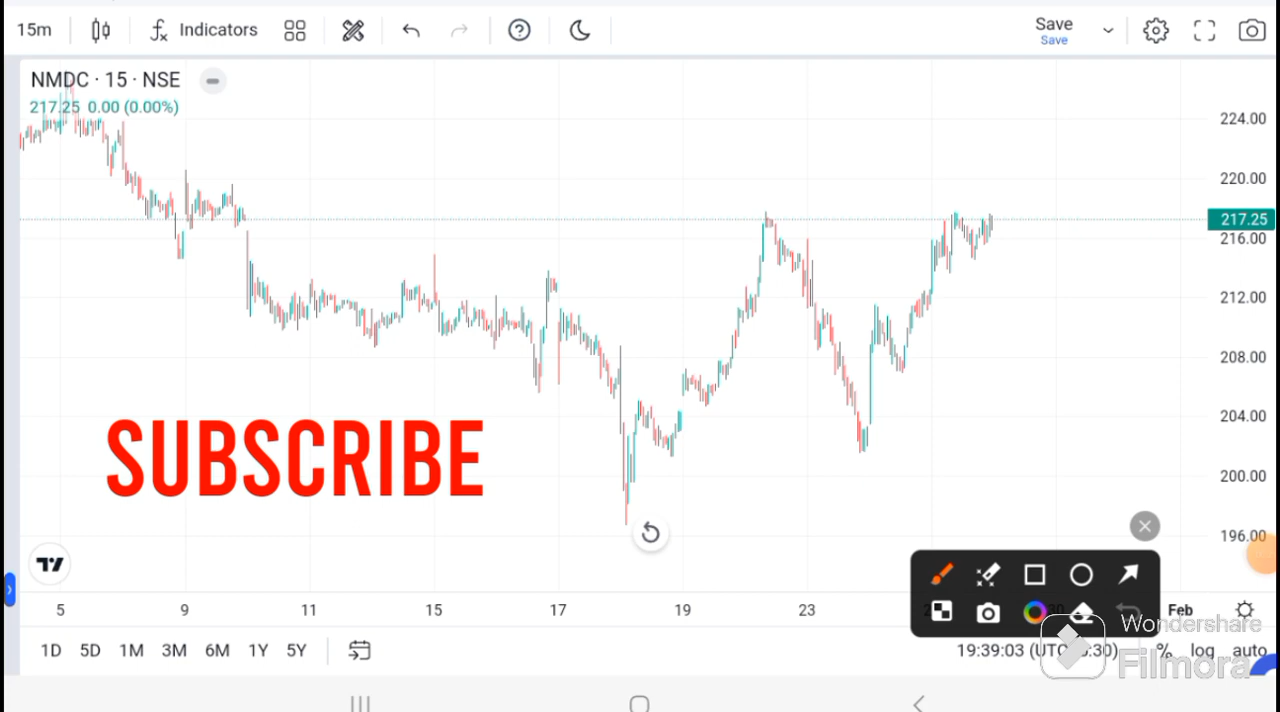 15m
Indicators
Save
Save
NMDC · 15 · NSE
217.25 0.00 (0.00%)
224.00
220.00
217.25
216.00
212.00
208.00
204.00
200.00
196.00
SUBSCRIBE
5 9 11 15 17 19 23 Feb
1D 5D 1M 3M 6M 1Y 5Y
19:39:03 (UTC
% log auto
Wondershare
Filmora